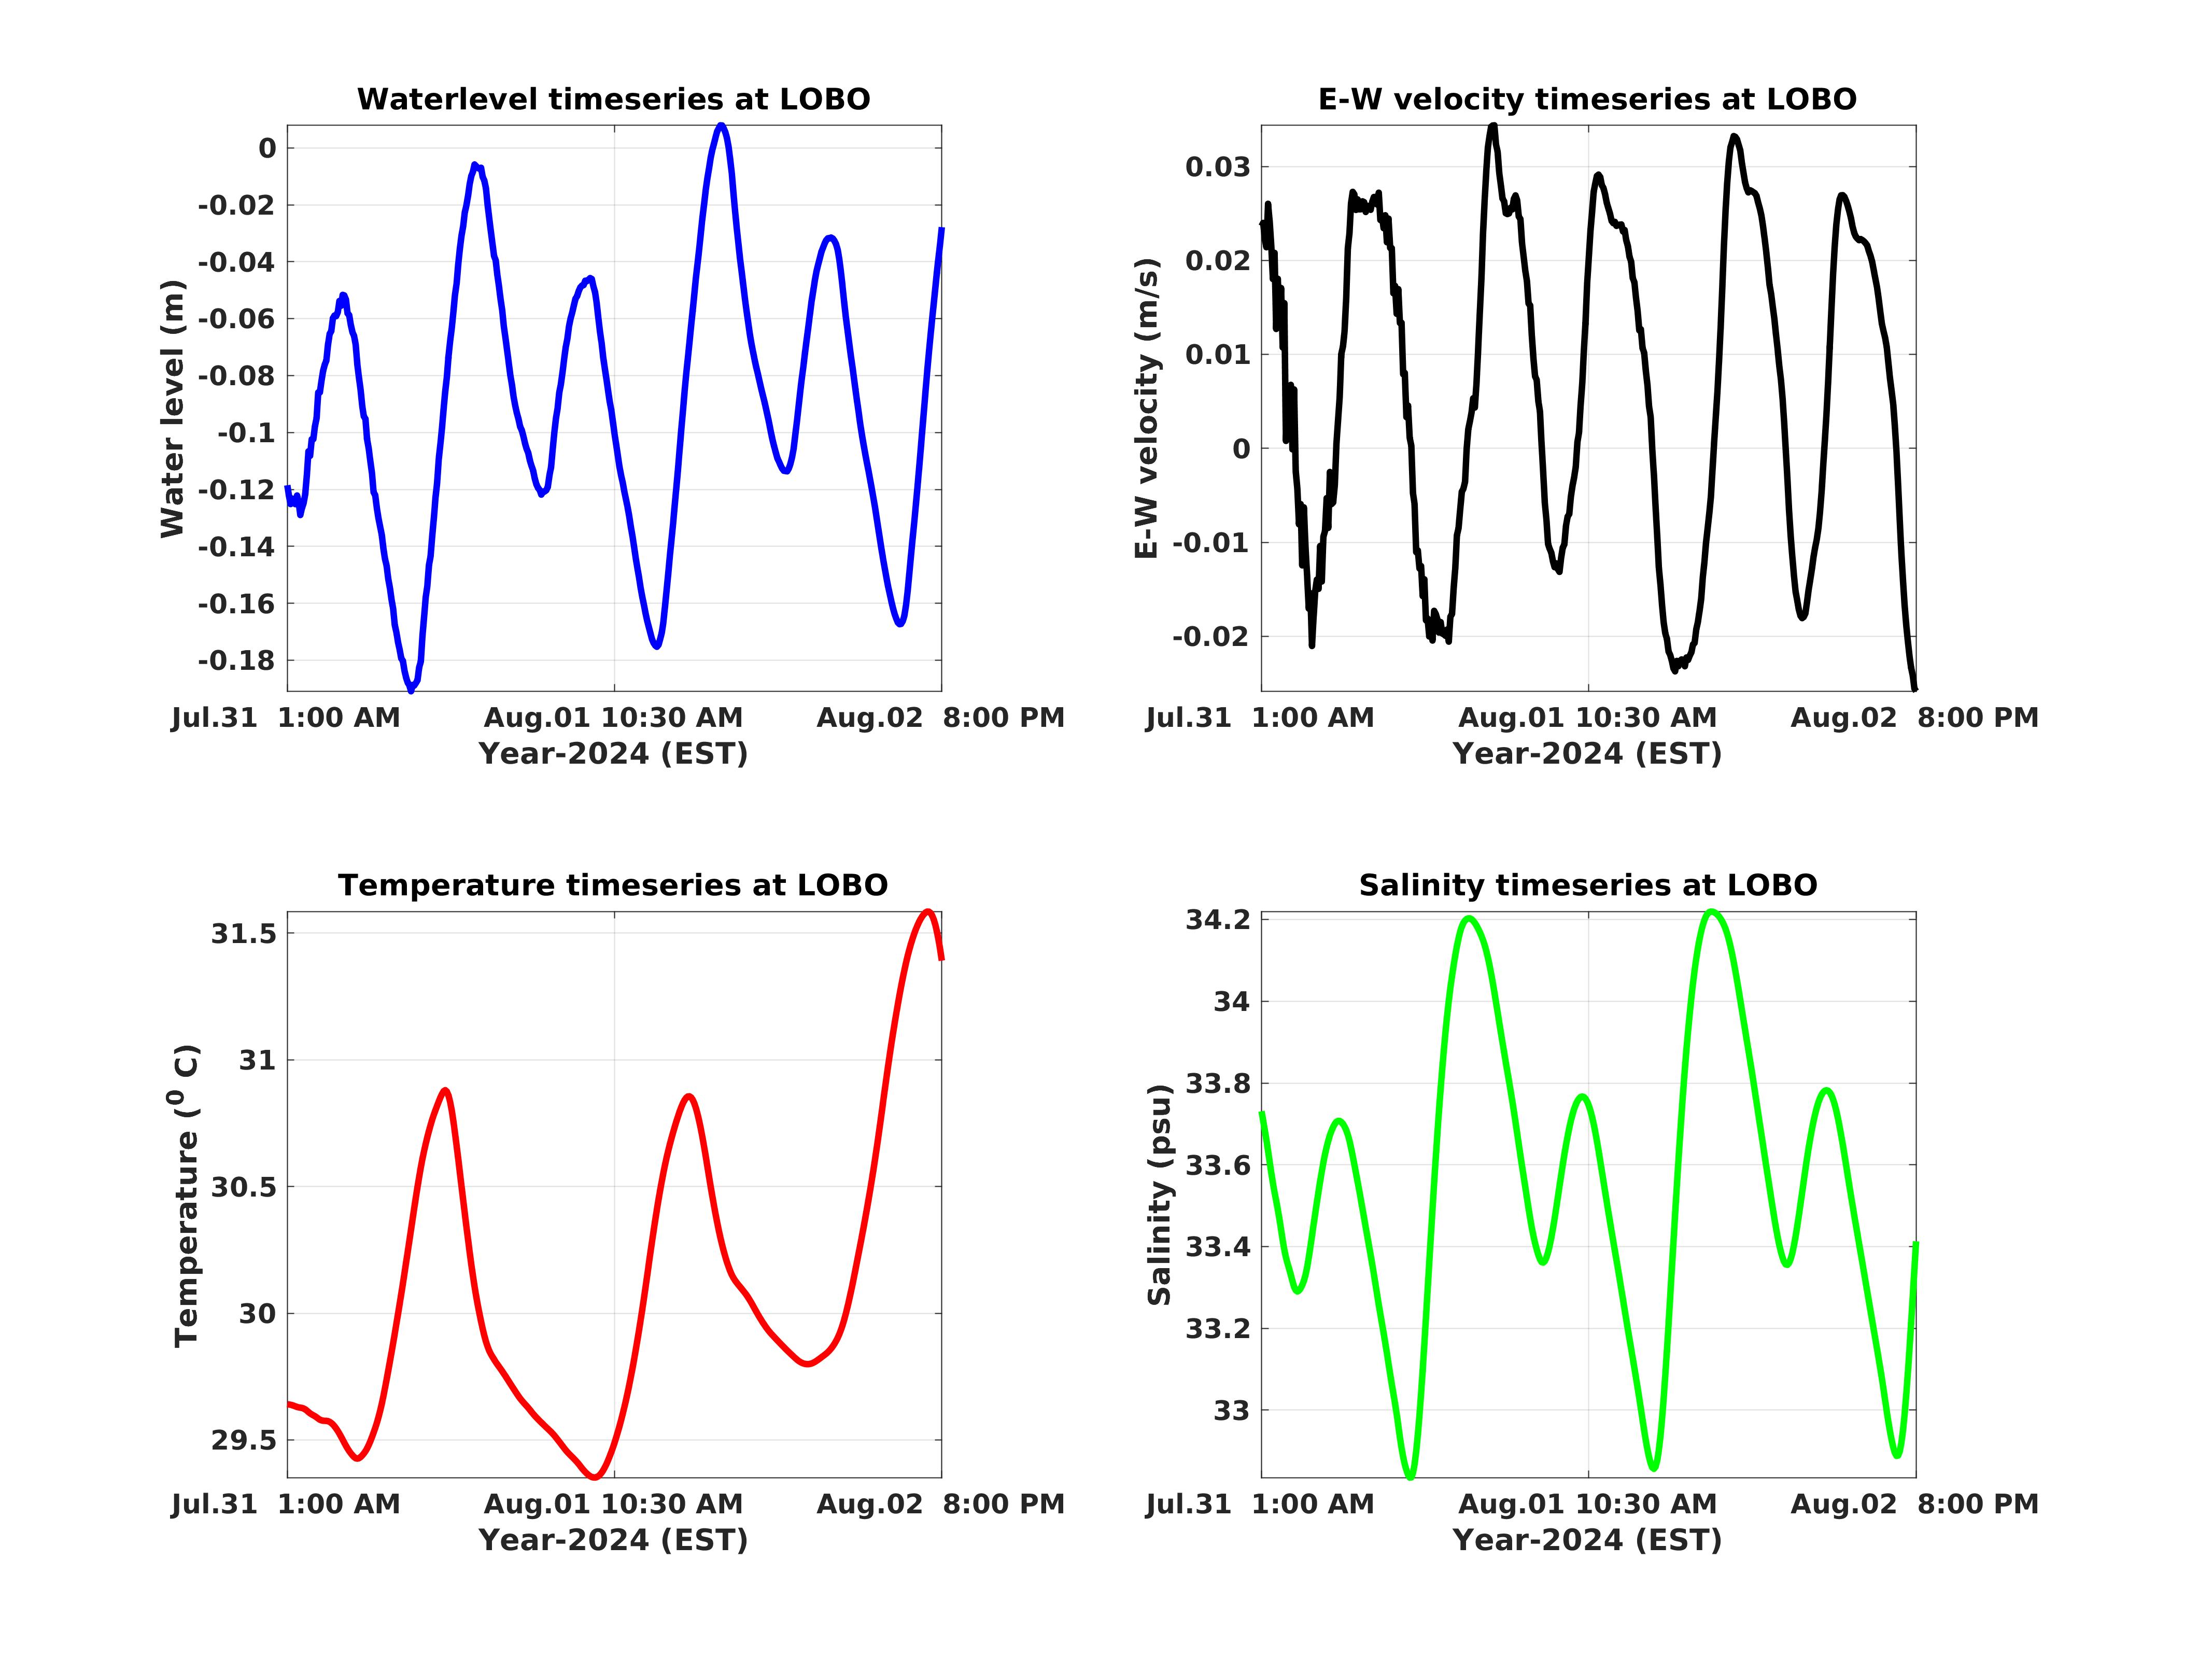 Waterlevel timeseries at LOBO
0
-0.02
-0.04
-0.06
-0.08
-0.1
-0.12
-0.14
-0.16
-0.18
Water level (m)
Jul.31 1:00 AM Aug.01 10:30 AM Aug.02 8:00 PM
Year-2024 (EST)
E-W velocity timeseries at LOBO
0.03
0.02
0.01
0
-0.01
-0.02
E-W velocity (m/s)
Jul.31 1:00 AM Aug.01 10:30 AM Aug.02 8:00 PM
Year-2024 (EST)
Temperature timeseries at LOBO
31.5
31
30.5
30
29.5
Temperature (⁰ C)
Jul.31 1:00 AM Aug.01 10:30 AM Aug.02 8:00 PM
Year-2024 (EST)
Salinity timeseries at LOBO
34.2
34
33.8
33.6
33.4
33.2
33
Salinity (psu)
Jul.31 1:00 AM Aug.01 10:30 AM Aug.02 8:00 PM
Year-2024 (EST)